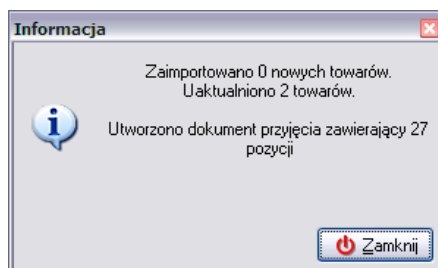 Informacja
Zaimportowano 0 nowych towarów.
Uaktualniono 2 towarów.
Utworzono dokument przyjęcia zawierający 27
pozycji
Zamknij